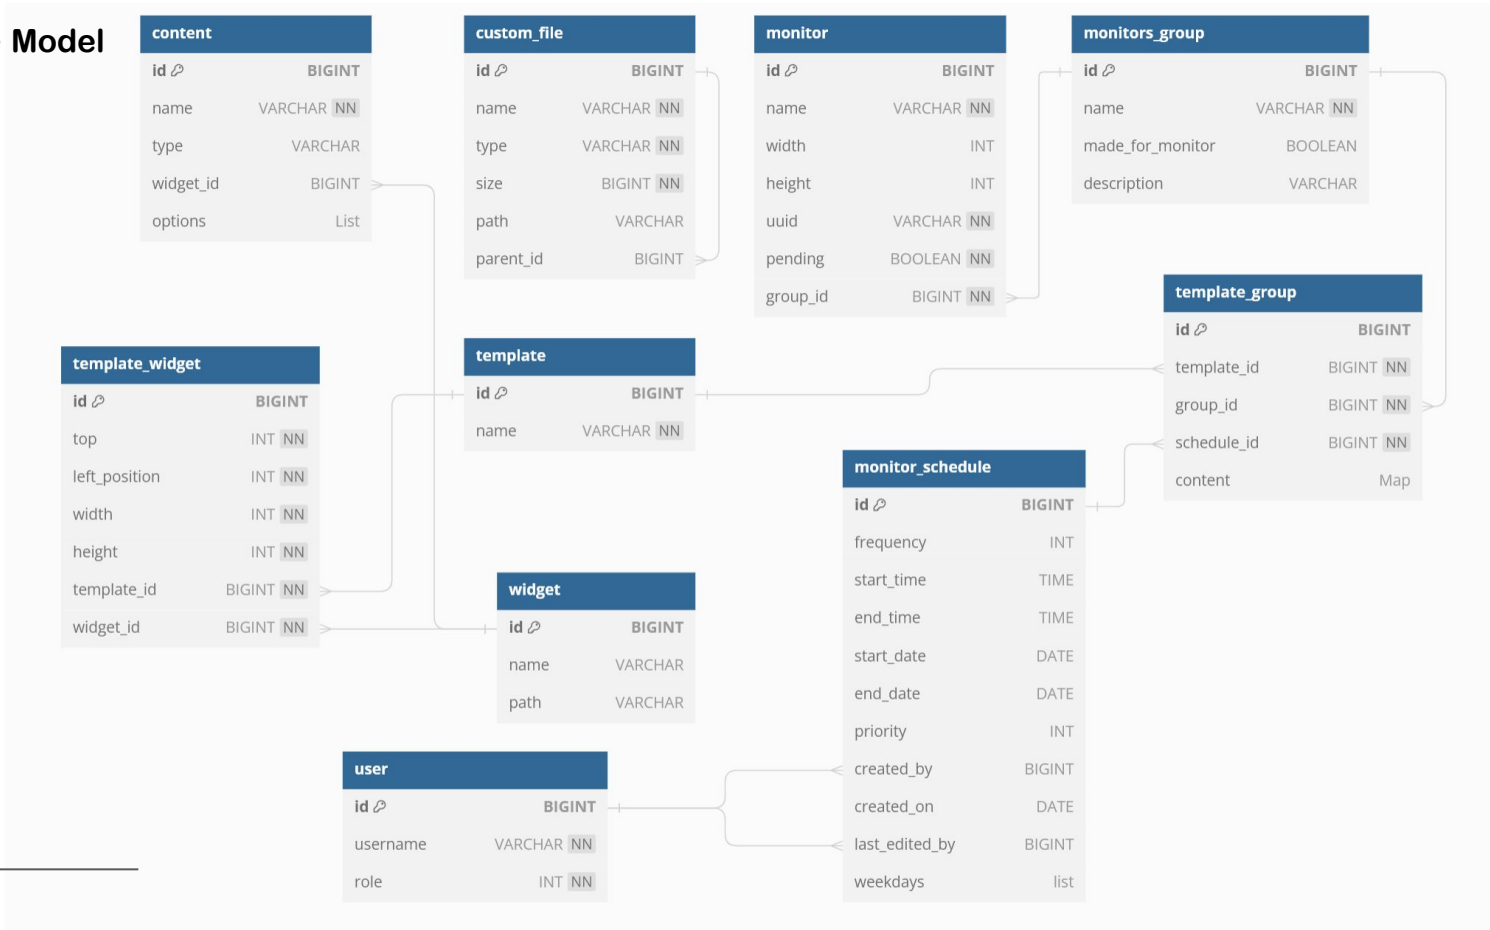 Model
content
id BIGINT
name VARCHAR NN
type VARCHAR
widget_id BIGINT
options List
custom_file
id BIGINT
name VARCHAR NN
type VARCHAR NN
size BIGINT NN
path VARCHAR
parent_id BIGINT
monitor
id BIGINT
name VARCHAR NN
width INT
height INT
uuid VARCHAR NN
pending BOOLEAN NN
group_id BIGINT NN
monitors_group
id BIGINT
name VARCHAR NN
made_for_monitor BOOLEAN
description VARCHAR
template_group
id BIGINT
template_id BIGINT NN
group_id BIGINT NN
schedule_id BIGINT NN
content Map
template_widget
id BIGINT
top INT NN
left_position INT NN
width INT NN
height INT NN
template_id BIGINT NN
widget_id BIGINT NN
template
id BIGINT
name VARCHAR NN
monitor_schedule
id BIGINT
frequency INT
start_time TIME
end_time TIME
start_date DATE
end_date DATE
priority INT
created_by BIGINT
created_on DATE
last_edited_by BIGINT
weekdays list
widget
id BIGINT
name VARCHAR
path VARCHAR
user
id BIGINT
username VARCHAR NN
role INT NN